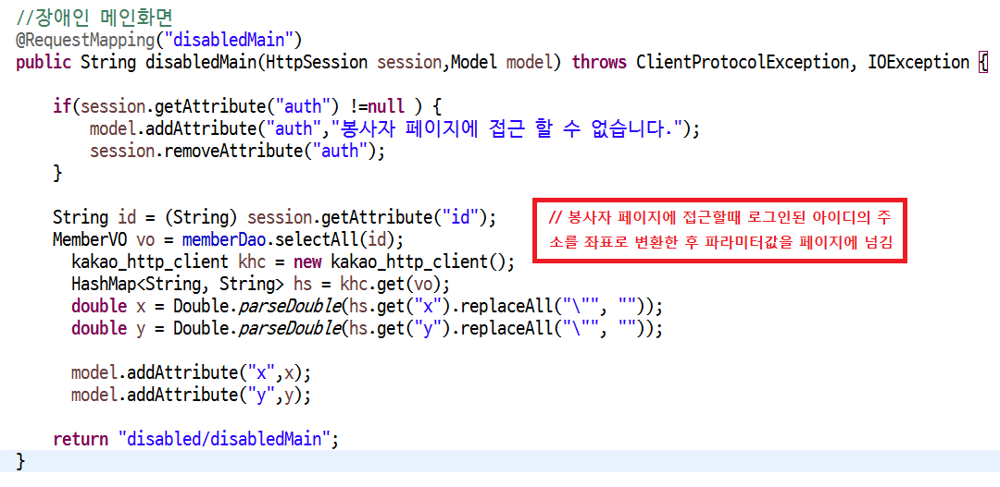 //장애인 메인화면
@RequestMapping("disabledMain")
public String disabledMain(HttpSession session,Model model) throws ClientProtocolException, IOException {
if(session.getAttribute("auth") !=null ) {
model.addAttribute("auth","봉사자 페이지에 접근 할 수 없습니다.");
session.removeAttribute("auth");
}
String id = (String) session.getAttribute("id");
MemberVO vo = memberDao.selectAll(id);
kakao_http_client khc = new kakao_http_client();
HashMap<String, String> hs = khc.get(vo);
double x = Double.parseDouble(hs.get("x").replaceAll("\"", ""));
double y = Double.parseDouble(hs.get("y").replaceAll("\"", ""));
model.addAttribute("x",x);
model.addAttribute("y",y);
return "disabled/disabledMain";
}
// 봉사자 페이지에 접근할때 로그인된 아이디의 주
소를 좌표로 변환한 후 파라미터값을 페이지에 넘김